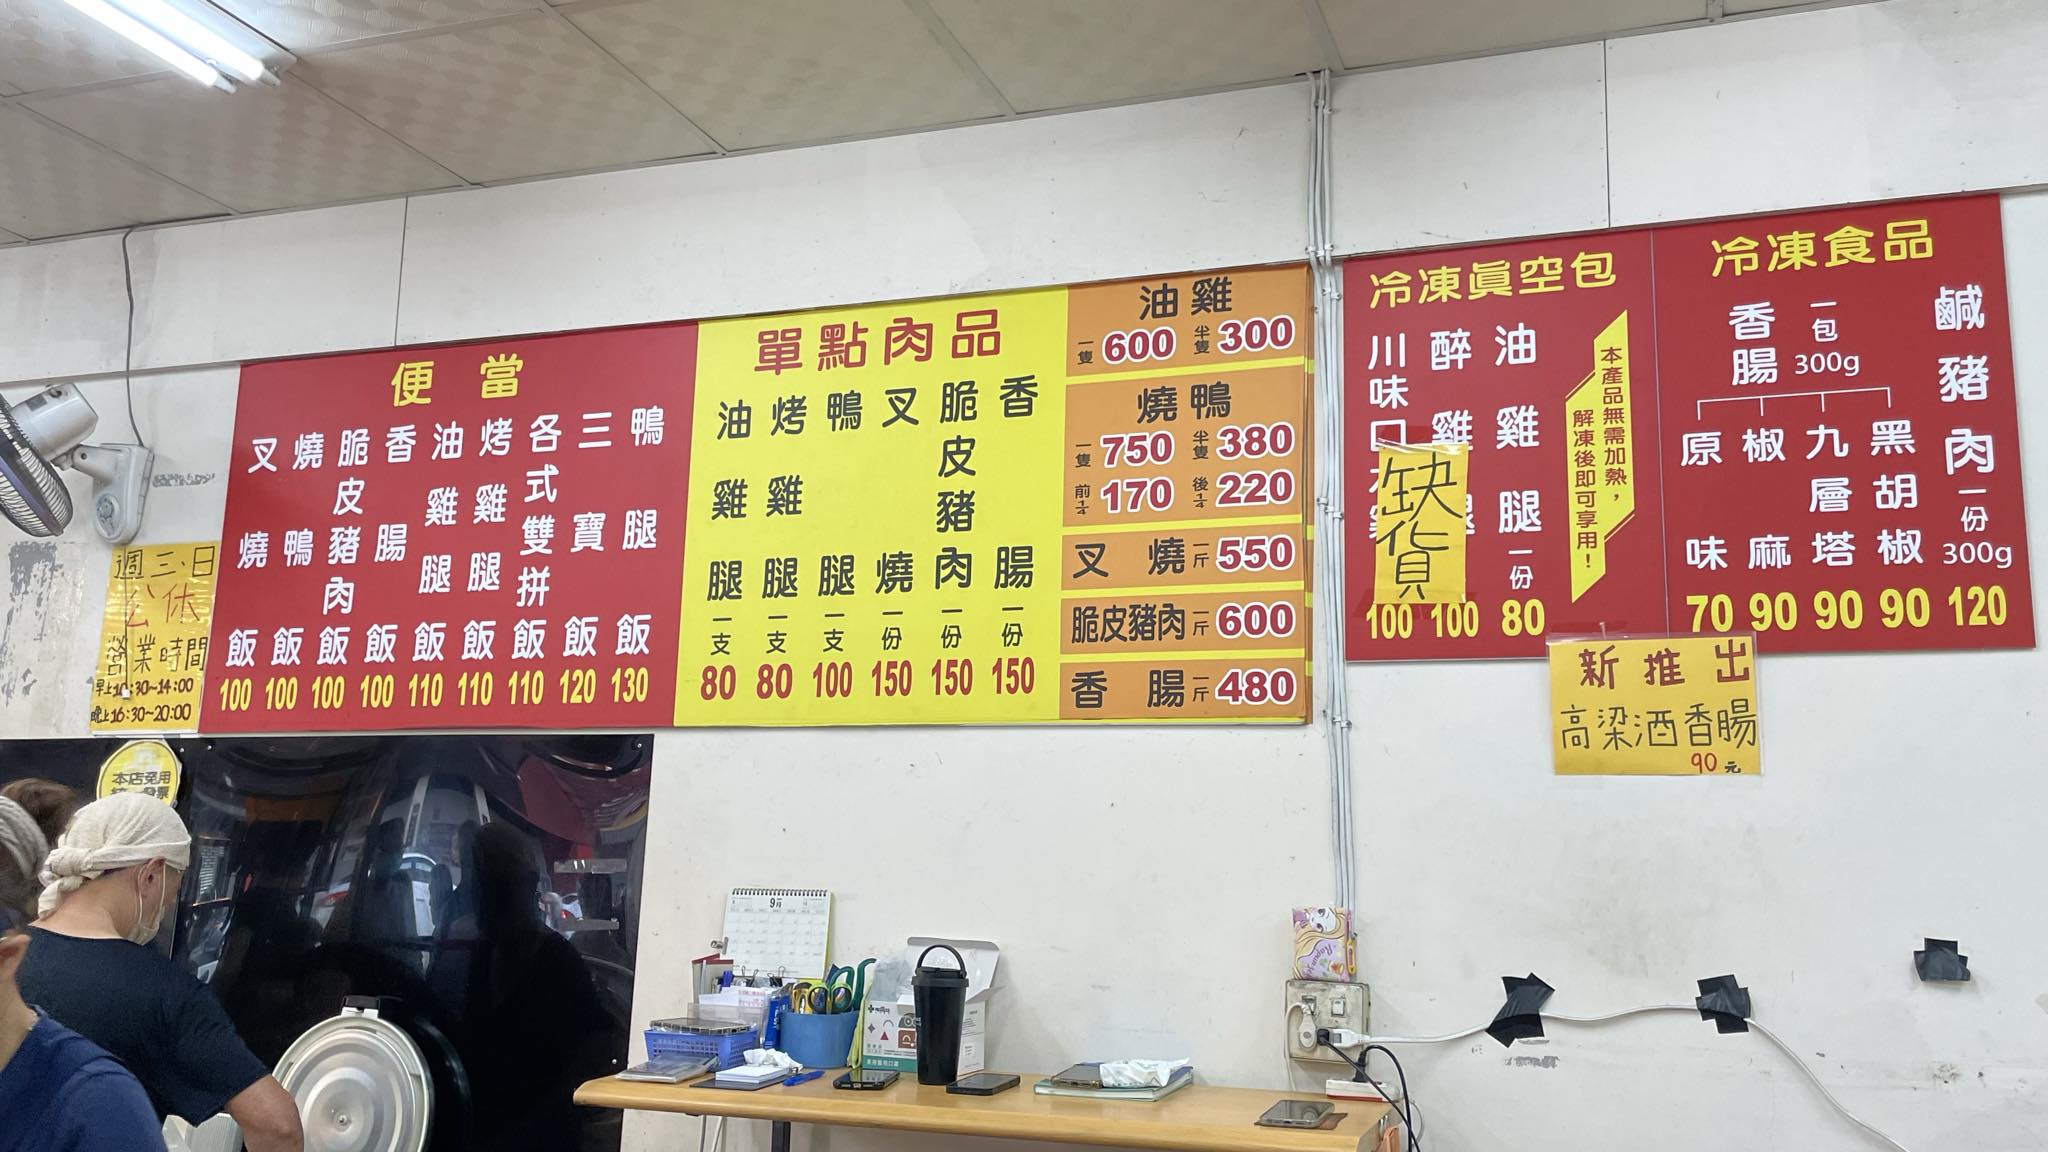 週三、日
公休
營業時間
早上10:30~14:00
晚上16:30~20:00
本店免用
便當
叉燒飯 100
燒鴨飯 100
脆皮豬肉飯 100
香腸飯 100
油雞腿飯 110
烤雞腿飯 110
各式雙拼飯 110
三寶飯 120
鴨腿飯 130
單點肉品
油雞腿一支 80
烤雞腿一支 80
鴨腿一支 100
叉燒一份 150
脆皮豬肉一份 150
香腸一份 150
油雞
一隻 600 半隻 300
燒鴨
一隻 750 半隻 380
前1/4 170 後1/4 220
叉燒 一斤 550
脆皮豬肉 一斤 600
香腸 一斤 480
冷凍真空包
川味口 100
醉雞腿 100
油雞腿一份 80
缺貨
本產品無需加熱，
解凍後即可享用！
冷凍食品
香腸 一包 300g
原味 70
椒麻 90
九層塔 90
黑胡椒 90
鹹豬肉一份 300g 120
新推出
高梁酒香腸
90元
9月